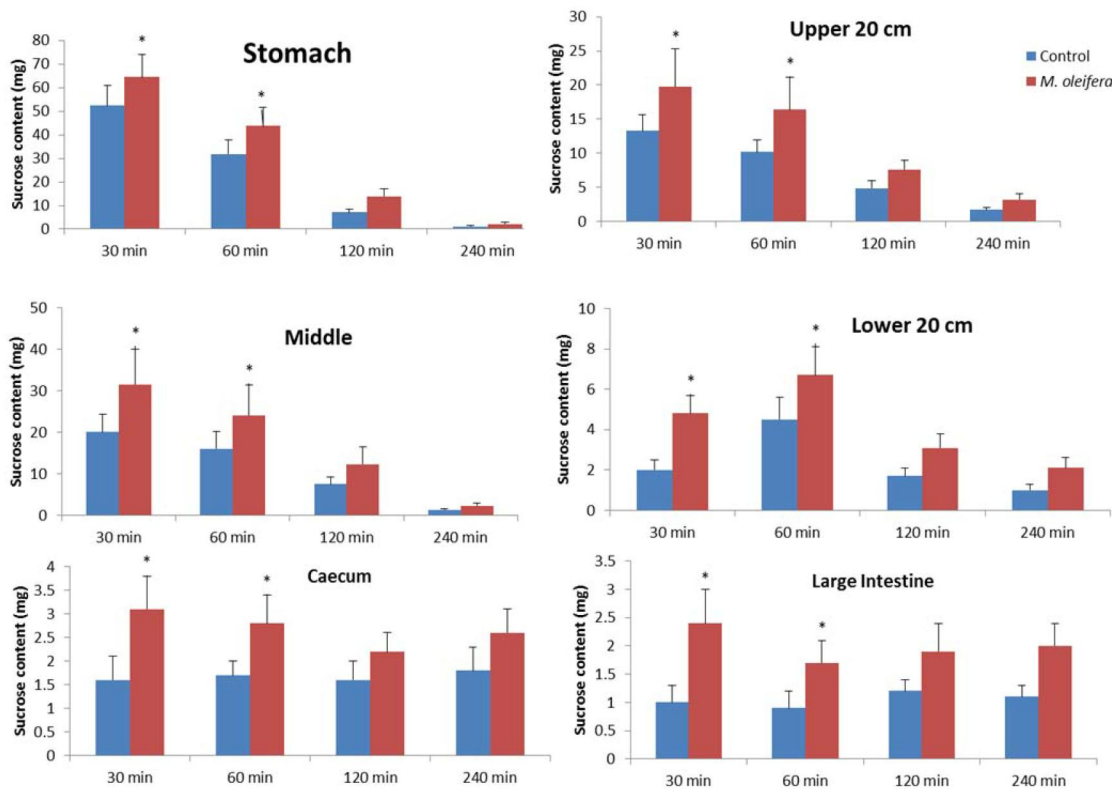 Stomach
Sucrose content (mg)
80
70
60
50
40
30
20
10
0
*
*
30 min
60 min
120 min
240 min
Upper 20 cm
Sucrose content (mg)
30
25
20
15
10
5
0
*
*
30 min
60 min
120 min
240 min
Control
M. oleifera
Middle
Sucrose content (mg)
50
40
30
20
10
0
*
*
30 min
60 min
120 min
240 min
Lower 20 cm
Sucrose content (mg)
10
8
6
4
2
0
*
*
30 min
60 min
120 min
240 min
Caecum
Sucrose content (mg)
4
3.5
3
2.5
2
1.5
1
0.5
0
*
*
30 min
60 min
120 min
240 min
Large Intestine
Sucrose content (mg)
3.5
3
2.5
2
1.5
1
0.5
0
*
*
30 min
60 min
120 min
240 min